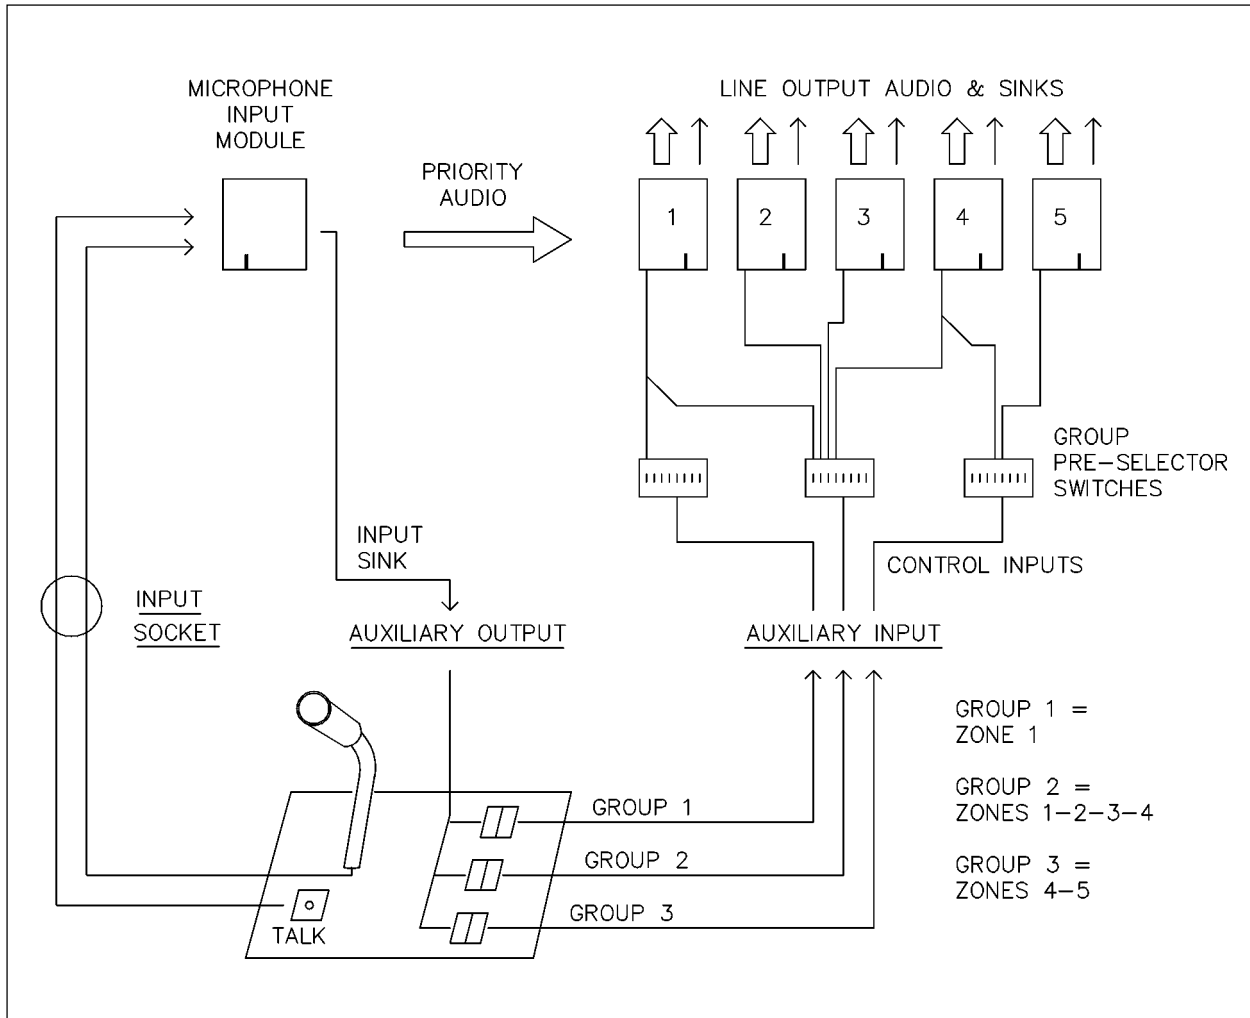 MICROPHONE
INPUT
MODULE
LINE OUTPUT AUDIO & SINKS
PRIORITY
AUDIO
1
2
3
4
5
GROUP
PRE-SELECTOR
SWITCHES
INPUT
SINK
CONTROL INPUTS
INPUT
SOCKET
AUXILIARY OUTPUT
AUXILIARY INPUT
GROUP 1 =
ZONE 1
GROUP 2 =
ZONES 1-2-3-4
GROUP 3 =
ZONES 4-5
GROUP 1
GROUP 2
GROUP 3
TALK